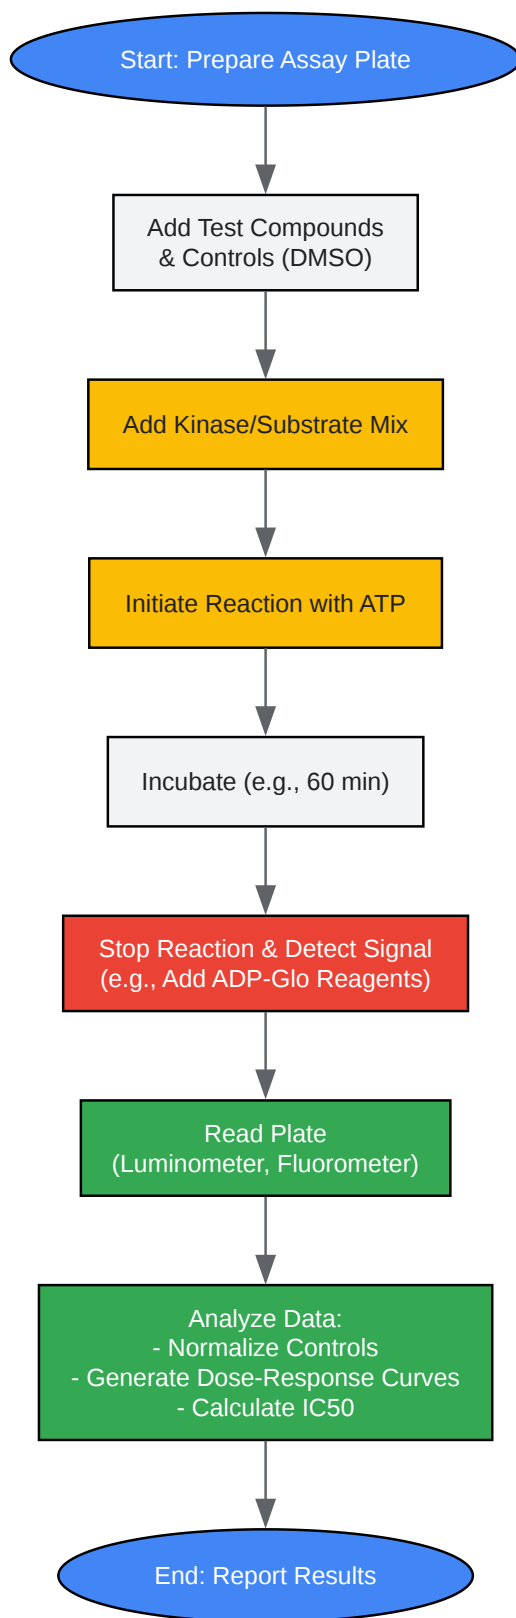 Start: Prepare Assay Plate
Add Test Compounds
& Controls (DMSO)
Add Kinase/Substrate Mix
Initiate Reaction with ATP
Incubate (e.g., 60 min)
Stop Reaction & Detect Signal
(e.g., Add ADP-Glo Reagents)
Read Plate
(Luminometer, Fluorometer)
Analyze Data:
- Normalize Controls
- Generate Dose-Response Curves
- Calculate IC50
End: Report Results